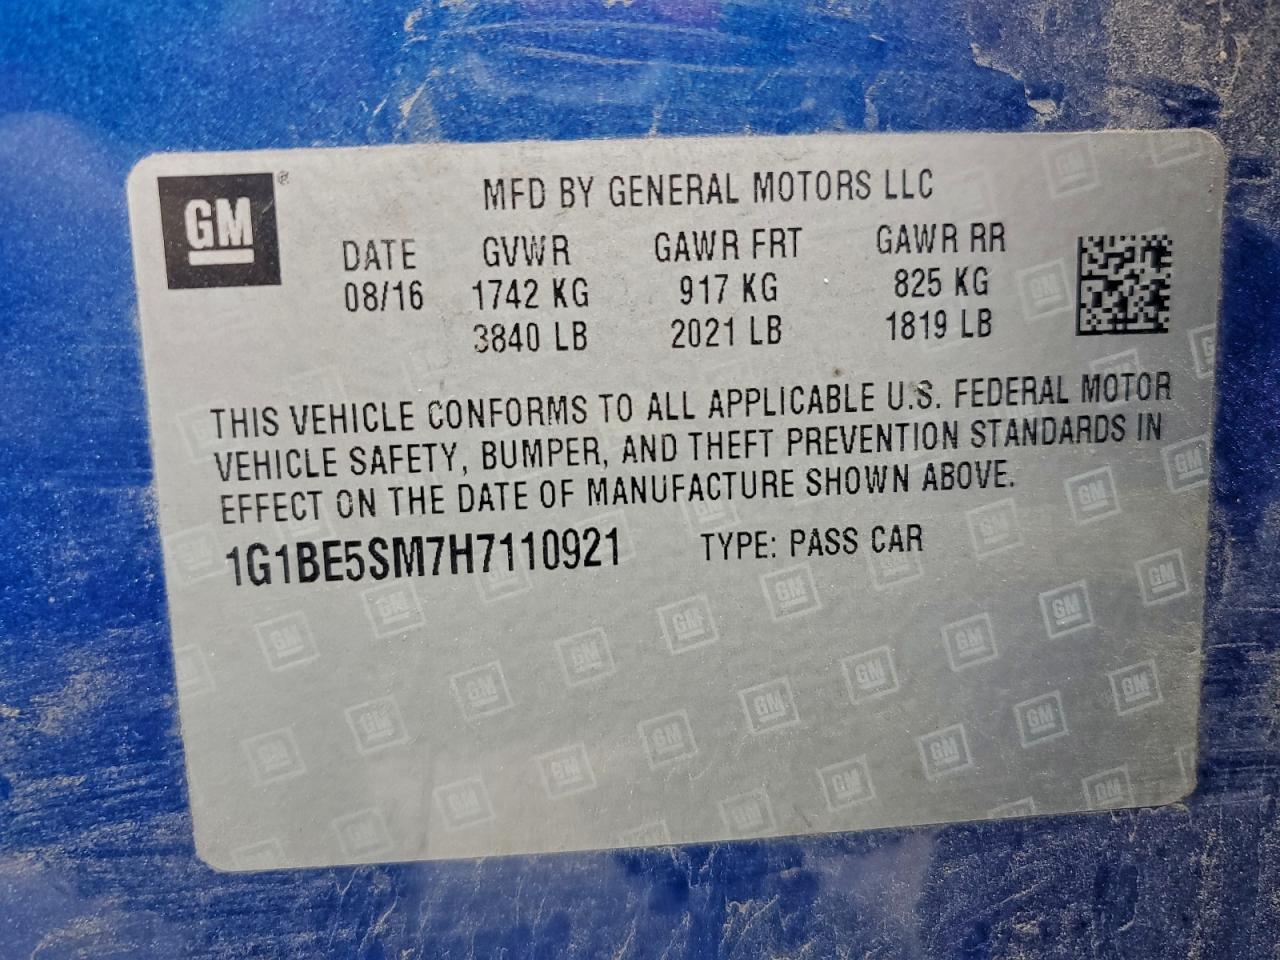 GM®
MFD BY GENERAL MOTORS LLC
DATE GVWR GAWR FRT GAWR RR
08/16 1742 KG 917 KG 825 KG
3840 LB 2021 LB 1819 LB
THIS VEHICLE CONFORMS TO ALL APPLICABLE U.S. FEDERAL MOTOR
VEHICLE SAFETY, BUMPER, AND THEFT PREVENTION STANDARDS IN
EFFECT ON THE DATE OF MANUFACTURE SHOWN ABOVE.
1G1BE5SM7H7110921 TYPE: PASS CAR